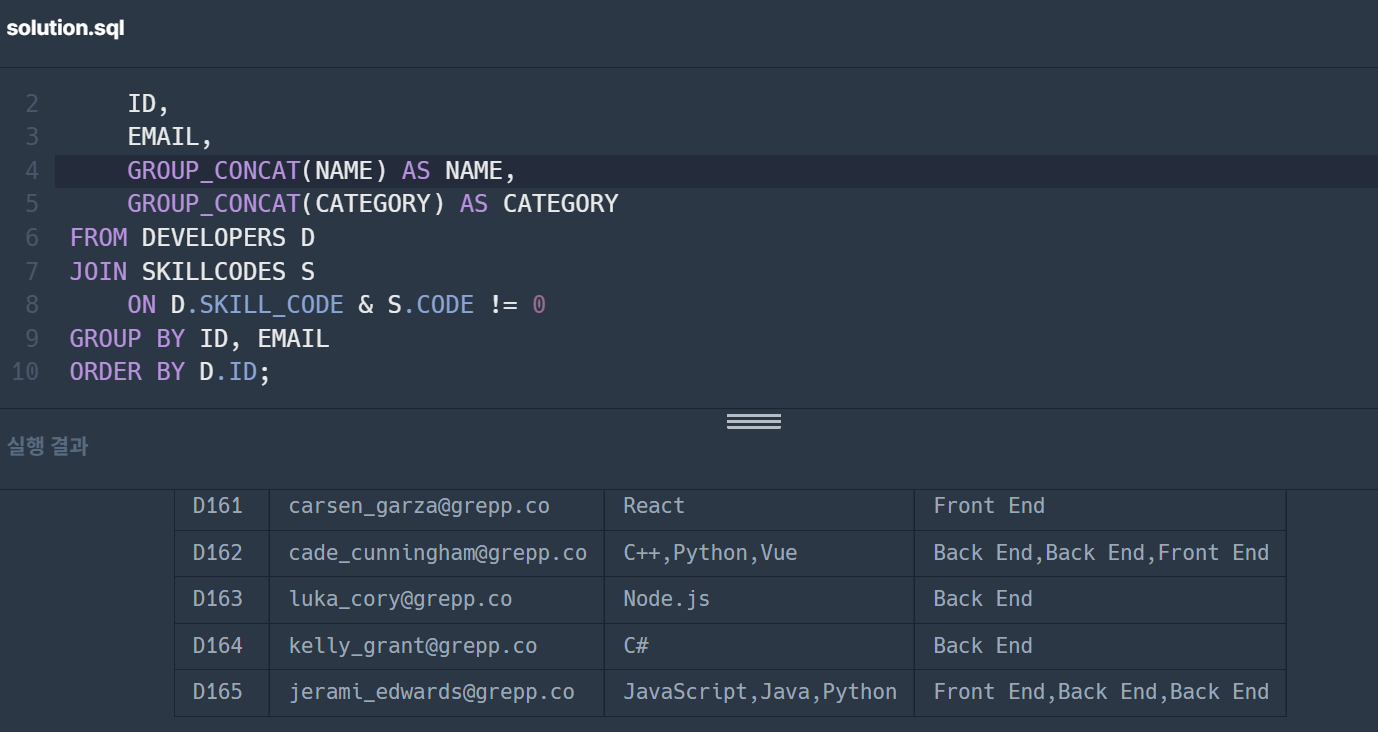 solution.sql
2 ID,
3 EMAIL,
4 GROUP_CONCAT(NAME) AS NAME,
5 GROUP_CONCAT(CATEGORY) AS CATEGORY
6 FROM DEVELOPERS D
7 JOIN SKILLCODES S
8 ON D.SKILL_CODE & S.CODE != 0
9 GROUP BY ID, EMAIL
10 ORDER BY D.ID;
실행 결과
D161 carsen_garza@grepp.co React Front End
D162 cade_cunningham@grepp.co C++,Python,Vue Back End,Back End,Front End
D163 luka_cory@grepp.co Node.js Back End
D164 kelly_grant@grepp.co C# Back End
D165 jerami_edwards@grepp.co JavaScript,Java,Python Front End,Back End,Back End